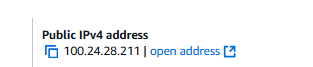 Public IPv4 address
100.24.28.211 | open address